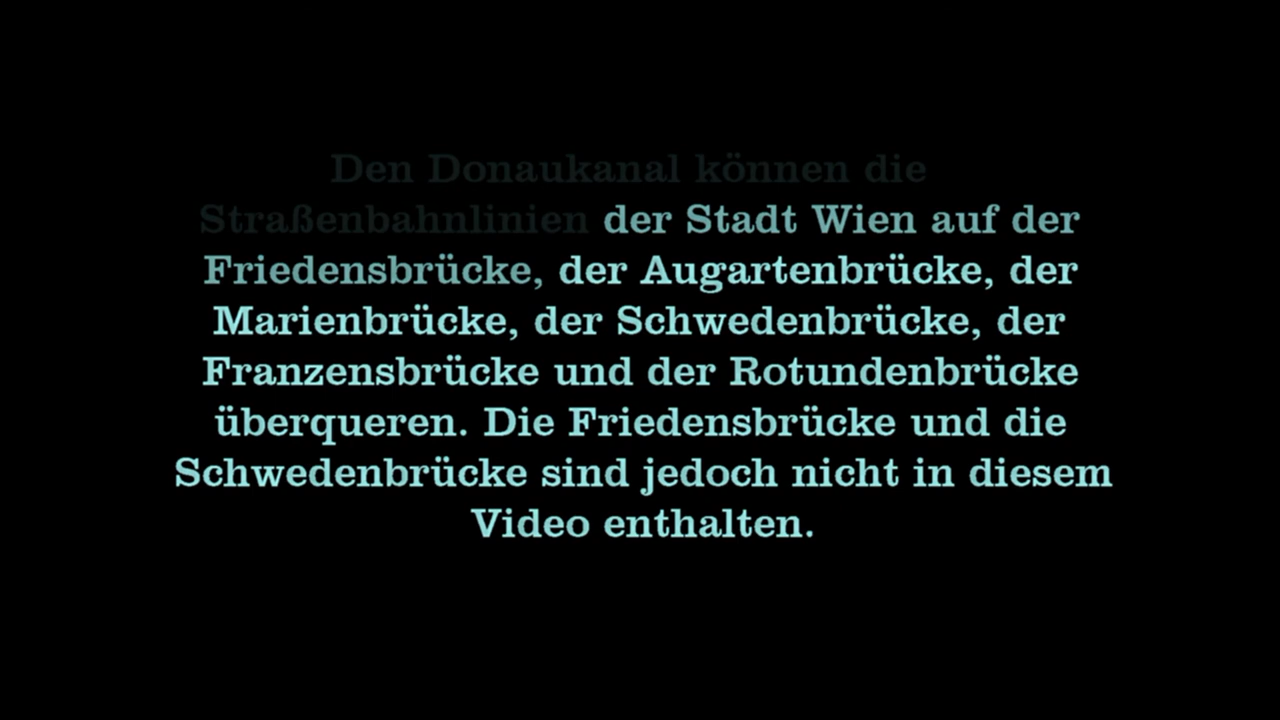 Den Donaukanal können die
Straßenbahnlinien der Stadt Wien auf der
Friedensbrücke, der Augartenbrücke, der
Marienbrücke, der Schwedenbrücke, der
Franzensbrücke und der Rotundenbrücke
überqueren. Die Friedensbrücke und die
Schwedenbrücke sind jedoch nicht in diesem
Video enthalten.